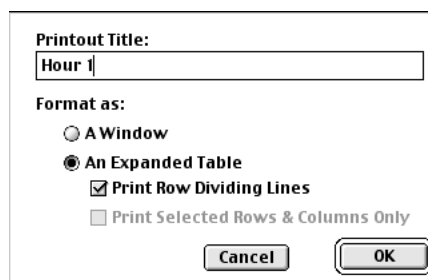 Printout Title:
Hour 1
Format as:
A Window
An Expanded Table
Print Row Dividing Lines
Print Selected Rows & Columns Only
Cancel OK